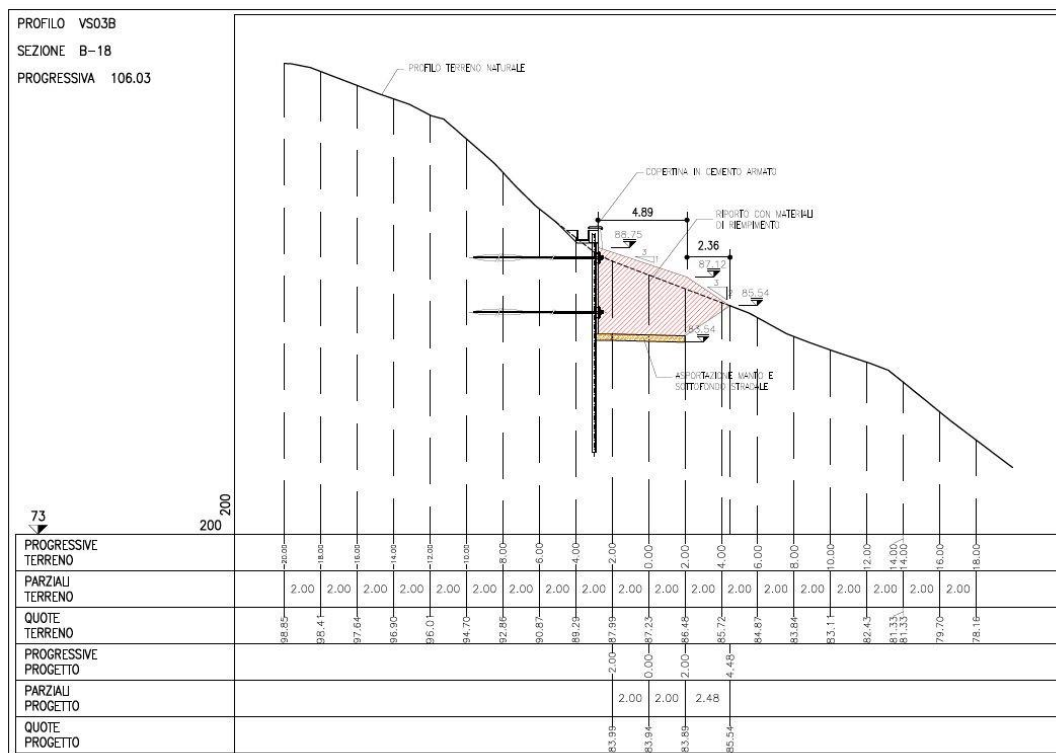 PROFILO VS03B
SEZIONE B-18
PROGRESSIVA 106.03
PROFILO TERRENO NATURALE
COPERTINA IN CEMENTO ARMATO
4.89
RIPORTO CON MATERIALI
DI RIEMPIMENTO
88.75
2.36
3
87.12
3
85.54
83.54
ASPORTAZIONE MANTO E
SOTTOFONDO STRADALE
73
200
200
PROGRESSIVE
TERRENO
-20.00 -18.00 -16.00 -14.00 -12.00 -10.00 -8.00 -6.00 -4.00 -2.00 0.00 2.00 4.00 6.00 8.00 10.00 12.00 14.00 14.00 16.00 18.00
PARZIALI
TERRENO
2.00 2.00 2.00 2.00 2.00 2.00 2.00 2.00 2.00 2.00 2.00 2.00 2.00 2.00 2.00 2.00 2.00 2.00 2.00
QUOTE
TERRENO
98.85 98.41 97.64 96.90 96.01 94.70 92.86 90.87 89.29 87.99 87.23 86.48 85.72 84.87 83.84 83.11 82.43 81.33 81.33 79.70 78.16
PROGRESSIVE
PROGETTO
-2.00 0.00 2.00 4.48
PARZIALI
PROGETTO
2.00 2.00 2.48
QUOTE
PROGETTO
83.99 83.94 83.89 85.54